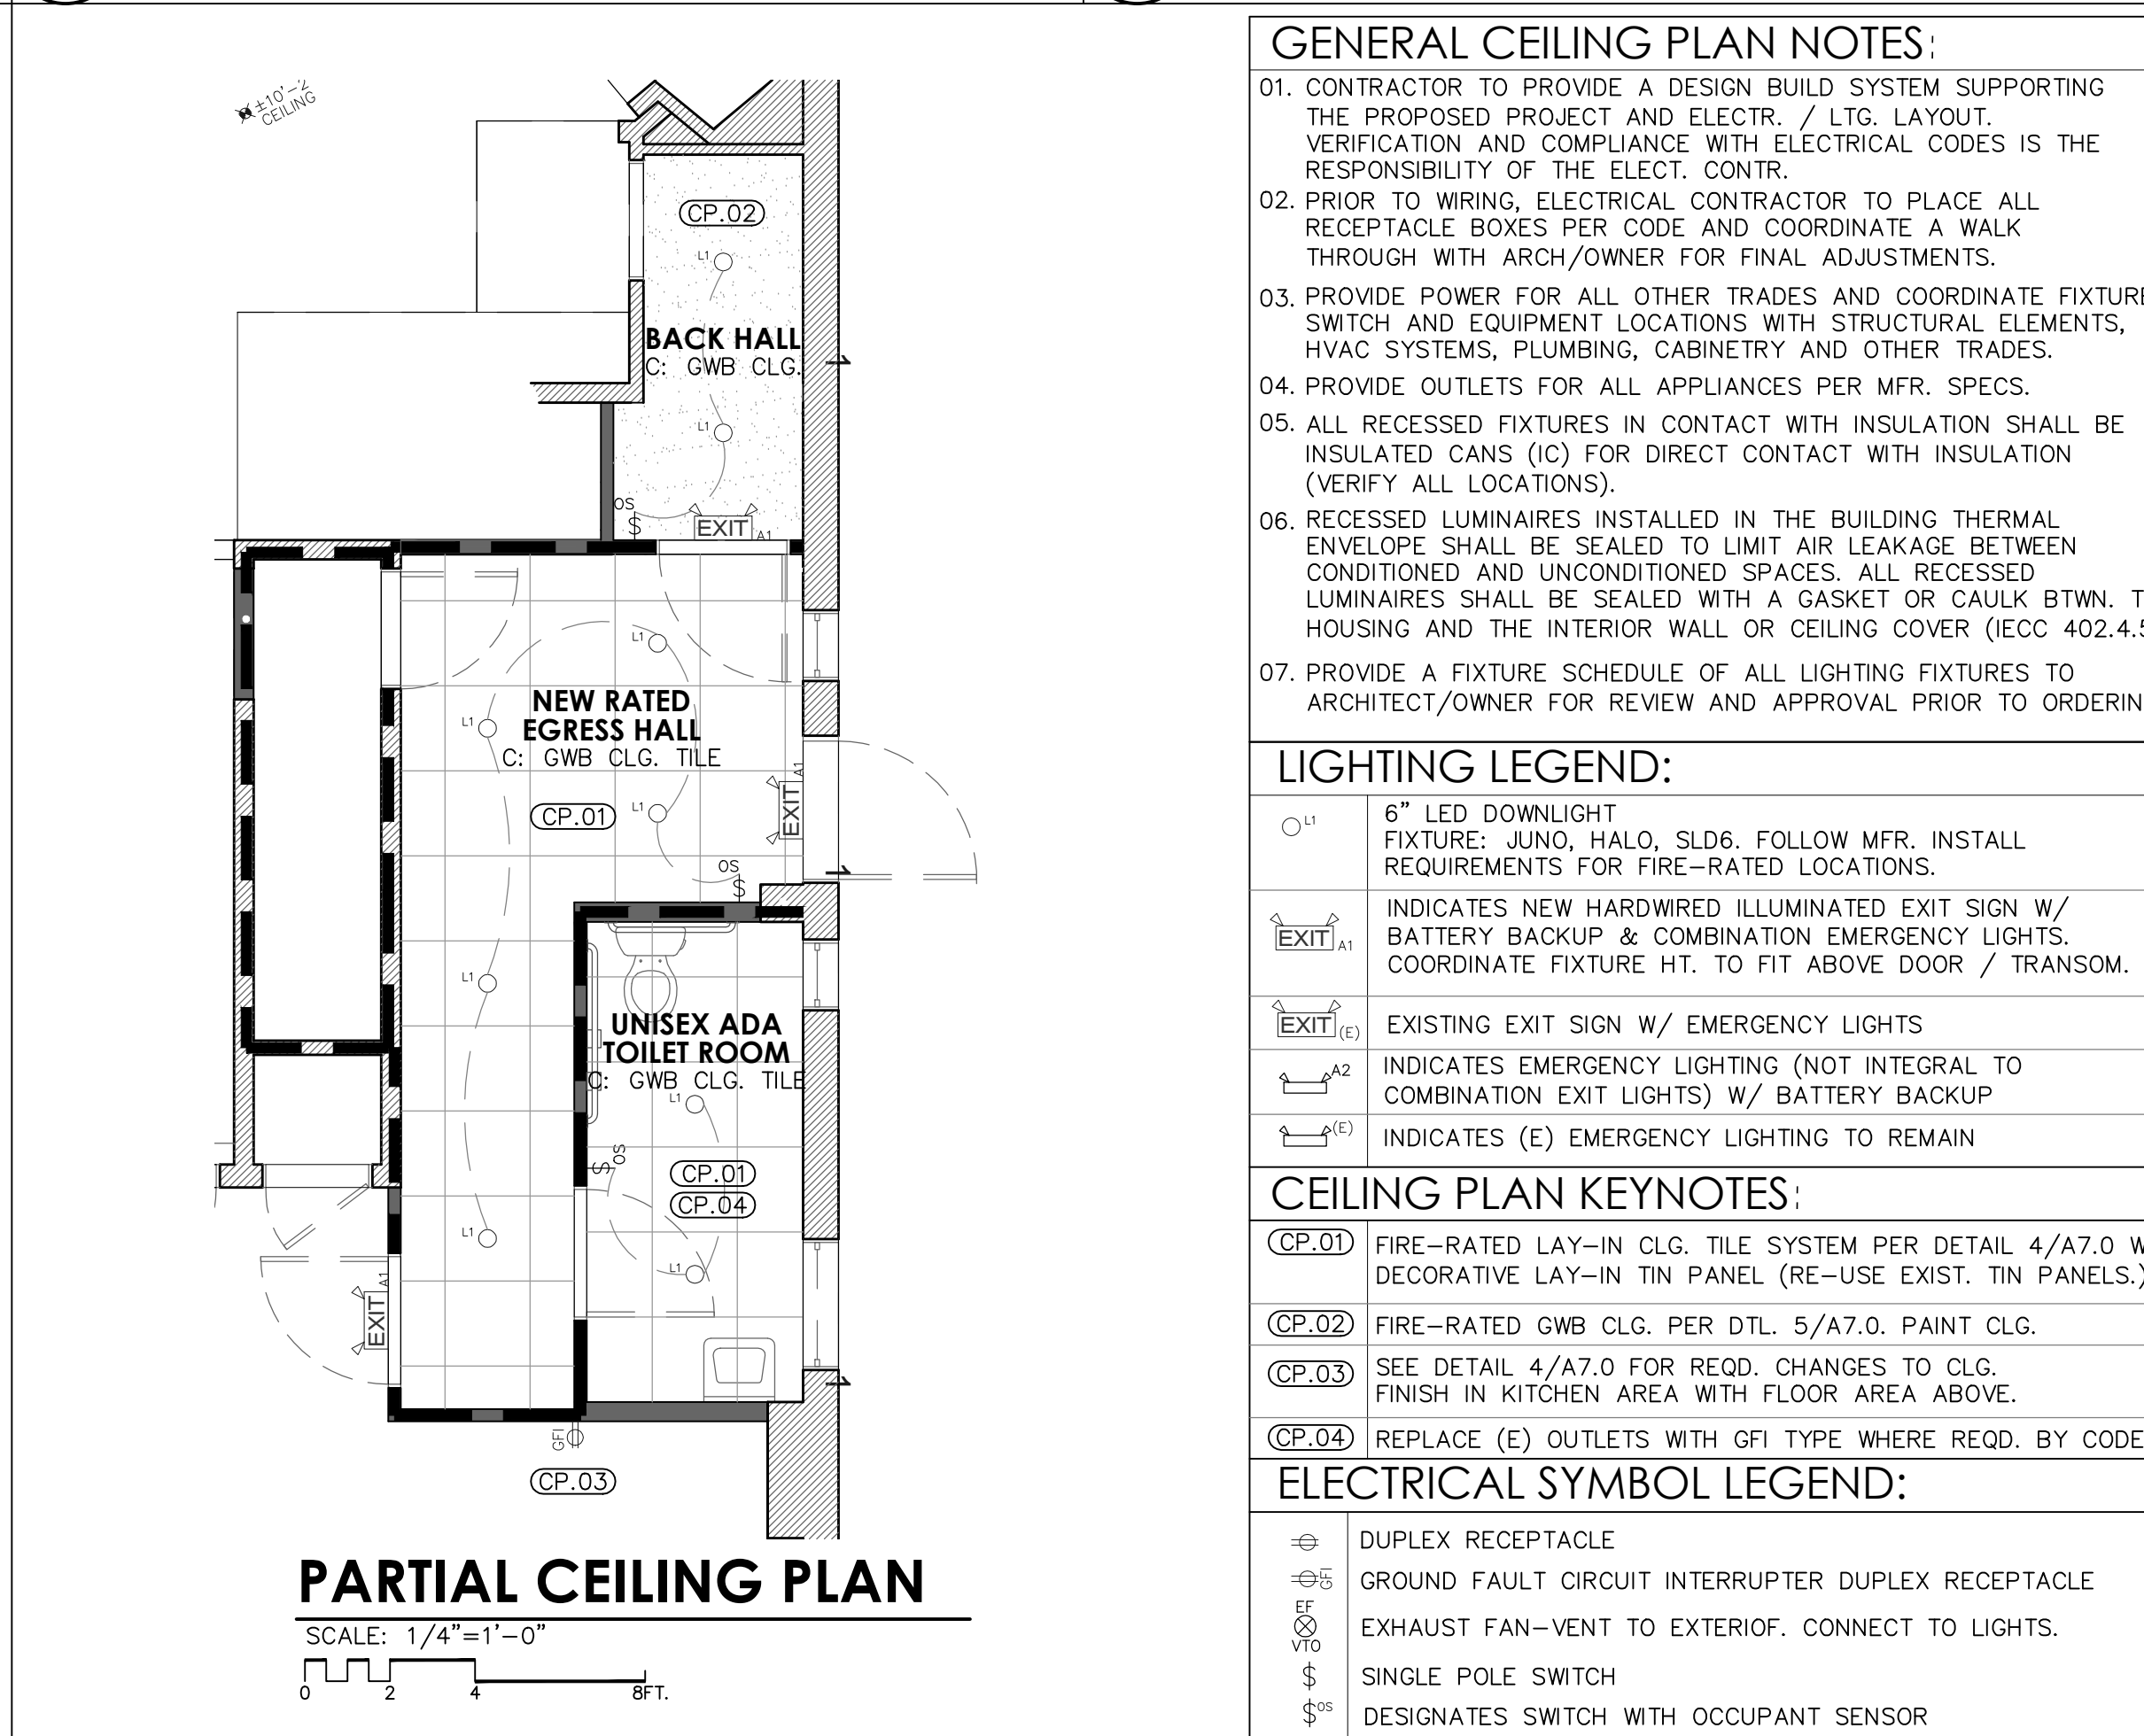 ±10'-2
CEILING
CP.02
L1
BACK HALL
C: GWB CLG.
L1
OS
$
EXIT
A1
L1
NEW RATED
L1
EGRESS HALL
C: GWB CLG. TILE
A1
CP.01
L1
EXIT
OS
$
L1
UNISEX ADA
TOILET ROOM
C: GWB CLG. TILE
L1
OS
$
CP.01
CP.04
L1
L1
A1
EXIT
GFI
CP.03
PARTIAL CEILING PLAN
SCALE: 1/4"=1'-0"
0 2 4 8FT.
GENERAL CEILING PLAN NOTES:
01. CONTRACTOR TO PROVIDE A DESIGN BUILD SYSTEM SUPPORTING
THE PROPOSED PROJECT AND ELECTR. / LTG. LAYOUT.
VERIFICATION AND COMPLIANCE WITH ELECTRICAL CODES IS THE
RESPONSIBILITY OF THE ELECT. CONTR.
02. PRIOR TO WIRING, ELECTRICAL CONTRACTOR TO PLACE ALL
RECEPTACLE BOXES PER CODE AND COORDINATE A WALK
THROUGH WITH ARCH/OWNER FOR FINAL ADJUSTMENTS.
03. PROVIDE POWER FOR ALL OTHER TRADES AND COORDINATE FIXTURE
SWITCH AND EQUIPMENT LOCATIONS WITH STRUCTURAL ELEMENTS,
HVAC SYSTEMS, PLUMBING, CABINETRY AND OTHER TRADES.
04. PROVIDE OUTLETS FOR ALL APPLIANCES PER MFR. SPECS.
05. ALL RECESSED FIXTURES IN CONTACT WITH INSULATION SHALL BE
INSULATED CANS (IC) FOR DIRECT CONTACT WITH INSULATION
(VERIFY ALL LOCATIONS).
06. RECESSED LUMINAIRES INSTALLED IN THE BUILDING THERMAL
ENVELOPE SHALL BE SEALED TO LIMIT AIR LEAKAGE BETWEEN
CONDITIONED AND UNCONDITIONED SPACES. ALL RECESSED
LUMINAIRES SHALL BE SEALED WITH A GASKET OR CAULK BTWN.
HOUSING AND THE INTERIOR WALL OR CEILING COVER (IECC 402.4.5
07. PROVIDE A FIXTURE SCHEDULE OF ALL LIGHTING FIXTURES TO
ARCHITECT/OWNER FOR REVIEW AND APPROVAL PRIOR TO ORDERIN
LIGHTING LEGEND:
L1
6” LED DOWNLIGHT
FIXTURE: JUNO, HALO, SLD6. FOLLOW MFR. INSTALL
REQUIREMENTS FOR FIRE-RATED LOCATIONS.
EXIT A1
INDICATES NEW HARDWIRED ILLUMINATED EXIT SIGN W/
BATTERY BACKUP & COMBINATION EMERGENCY LIGHTS.
COORDINATE FIXTURE HT. TO FIT ABOVE DOOR / TRANSOM.
EXIT (E) EXISTING EXIT SIGN W/ EMERGENCY LIGHTS
A2
INDICATES EMERGENCY LIGHTING (NOT INTEGRAL TO
COMBINATION EXIT LIGHTS) W/ BATTERY BACKUP
(E) INDICATES (E) EMERGENCY LIGHTING TO REMAIN
CEILING PLAN KEYNOTES:
CP.01 FIRE-RATED LAY-IN CLG. TILE SYSTEM PER DETAIL 4/A7.0 W
DECORATIVE LAY-IN TIN PANEL (RE-USE EXIST. TIN PANELS.)
CP.02 FIRE-RATED GWB CLG. PER DTL. 5/A7.0. PAINT CLG.
CP.03 SEE DETAIL 4/A7.0 FOR REQD. CHANGES TO CLG.
FINISH IN KITCHEN AREA WITH FLOOR AREA ABOVE.
CP.04 REPLACE (E) OUTLETS WITH GFI TYPE WHERE REQD. BY CODE
ELECTRICAL SYMBOL LEGEND:
DUPLEX RECEPTACLE
GFI GROUND FAULT CIRCUIT INTERRUPTER DUPLEX RECEPTACLE
EF
VTO
EXHAUST FAN-VENT TO EXTERIOF. CONNECT TO LIGHTS.
$ SINGLE POLE SWITCH
$OS DESIGNATES SWITCH WITH OCCUPANT SENSOR